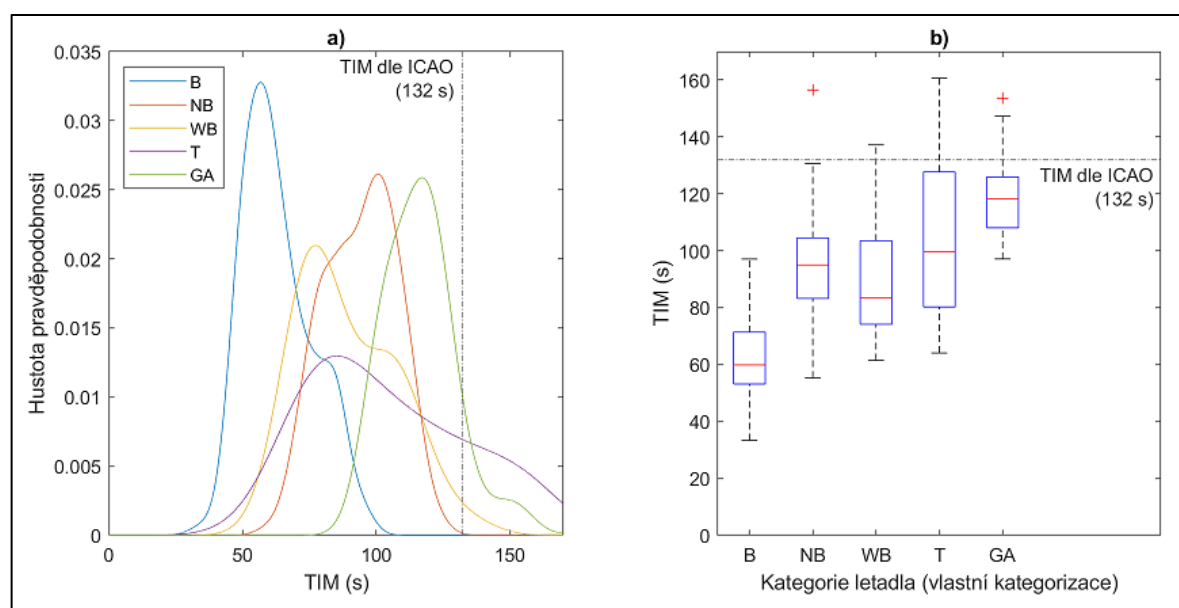 a)
0.035
0.03
0.025
0.02
0.015
0.01
0.005
0
Hustota pravděpodobnosti
B
NB
WB
T
GA
TIM dle ICAO
(132 s)
0
50
100
150
TIM (s)
b)
160
140
120
100
80
60
40
20
0
TIM (s)
TIM dle ICAO
(132 s)
B
NB
WB
T
GA
Kategorie letadla (vlastní kategorizace)